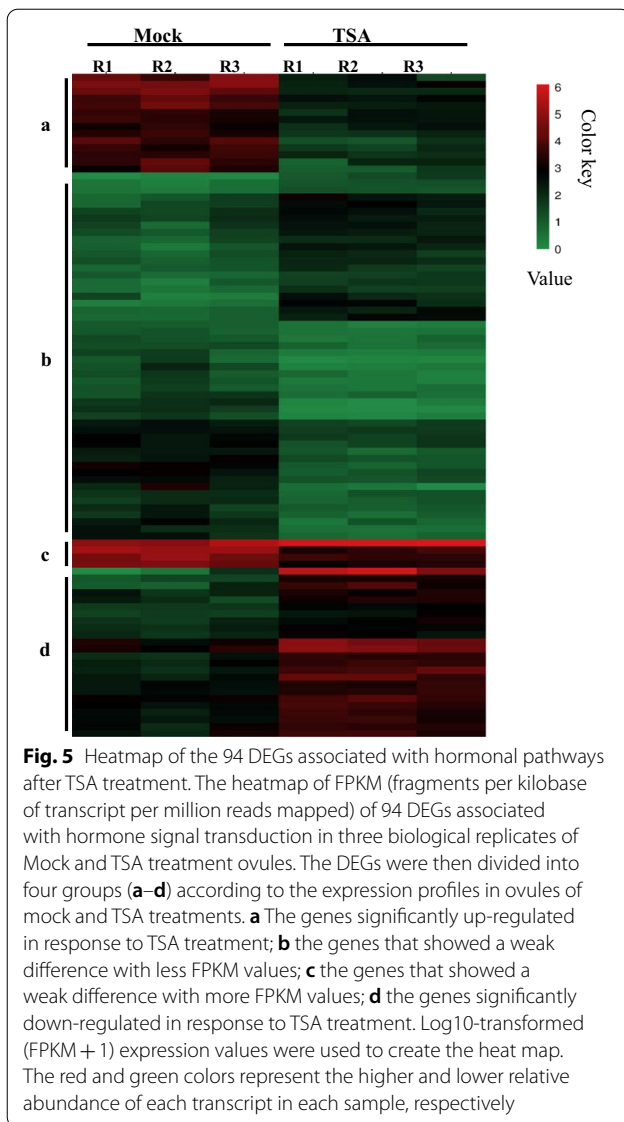 Mock TSA
R1 R2 R3 R1 R2 R3
a
b
c
d
6
5
4
3
2
1
0
Color key
Value
Fig. 5 Heatmap of the 94 DEGs associated with hormonal pathways
after TSA treatment. The heatmap of FPKM (fragments per kilobase
of transcript per million reads mapped) of 94 DEGs associated
with hormone signal transduction in three biological replicates of
Mock and TSA treatment ovules. The DEGs were then divided into
four groups (a–d) according to the expression profiles in ovules of
mock and TSA treatments. a The genes significantly up-regulated
in response to TSA treatment; b the genes that showed a weak
difference with less FPKM values; c the genes that showed a
weak difference with more FPKM values; d the genes significantly
down-regulated in response to TSA treatment. Log10-transformed
(FPKM + 1) expression values were used to create the heat map.
The red and green colors represent the higher and lower relative
abundance of each transcript in each sample, respectively